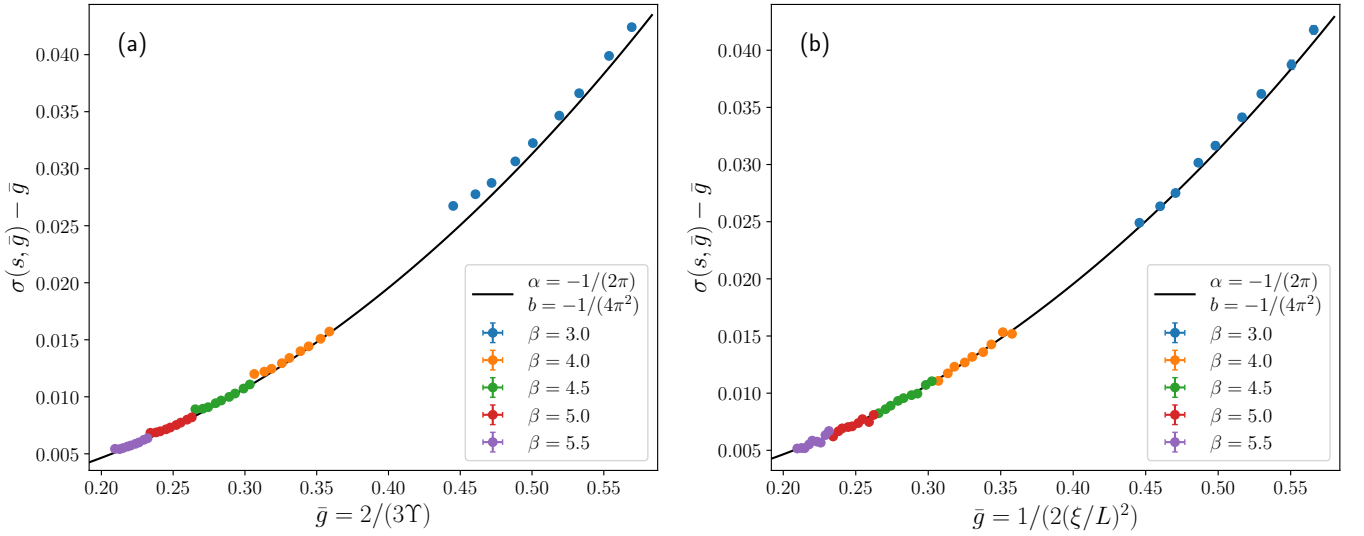 (a)
σ(s, ḡ) − ḡ
0.040
0.035
0.030
0.025
0.020
0.015
0.010
0.005
α = −1/(2π)
b = −1/(4π²)
β = 3.0
β = 4.0
β = 4.5
β = 5.0
β = 5.5
0.20 0.25 0.30 0.35 0.40 0.45 0.50 0.55
ḡ = 2/(3Υ)
(b)
σ(s, ḡ) − ḡ
0.040
0.035
0.030
0.025
0.020
0.015
0.010
0.005
α = −1/(2π)
b = −1/(4π²)
β = 3.0
β = 4.0
β = 4.5
β = 5.0
β = 5.5
0.20 0.25 0.30 0.35 0.40 0.45 0.50 0.55
ḡ = 1/(2(ξ/L)²)